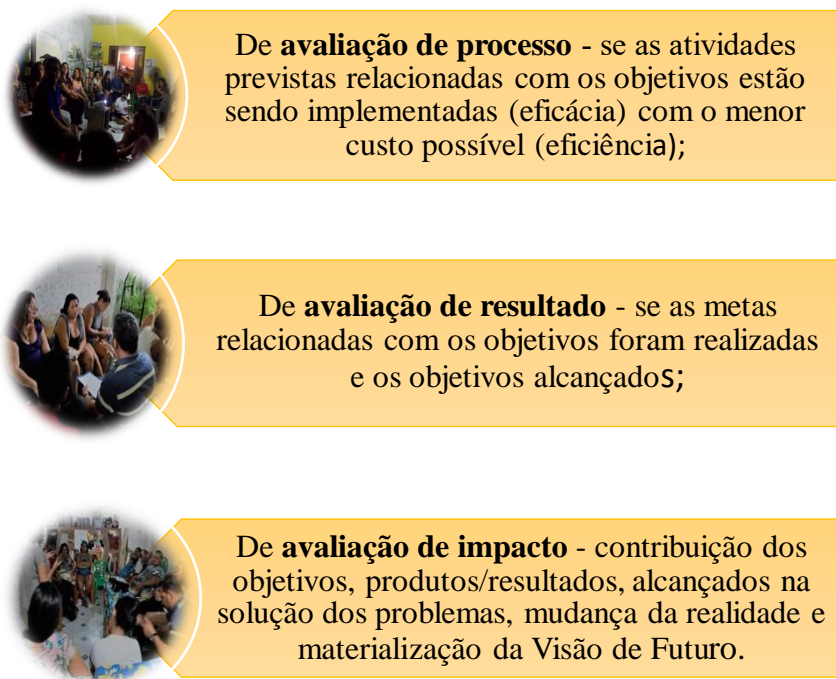 De avaliação de processo - se as atividades
previstas relacionadas com os objetivos estão
sendo implementadas (eficácia) com o menor
custo possível (eficiência);
De avaliação de resultado - se as metas
relacionadas com os objetivos foram realizadas
e os objetivos alcançados;
De avaliação de impacto - contribuição dos
objetivos, produtos/resultados, alcançados na
solução dos problemas, mudança da realidade e
materialização da Visão de Futuro.